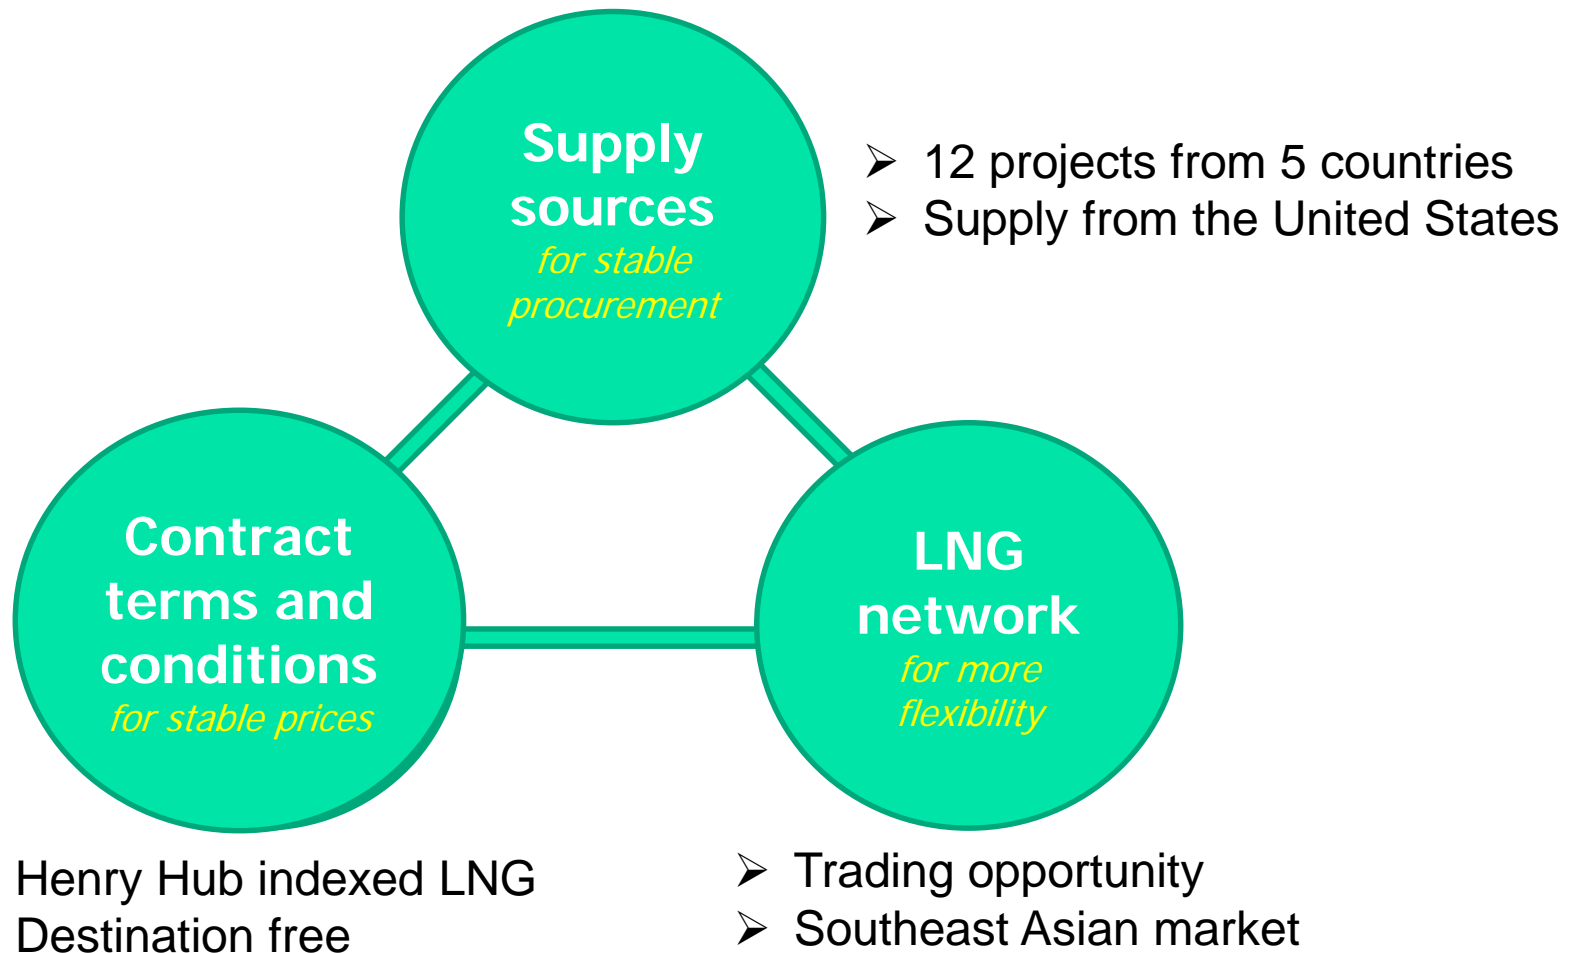 Supply
sources
for stable
procurement
➢ 12 projects from 5 countries
➢ Supply from the United States
Contract
terms and
conditions
for stable prices
LNG
network
for more
flexibility
Henry Hub indexed LNG
Destination free
➢ Trading opportunity
➢ Southeast Asian market